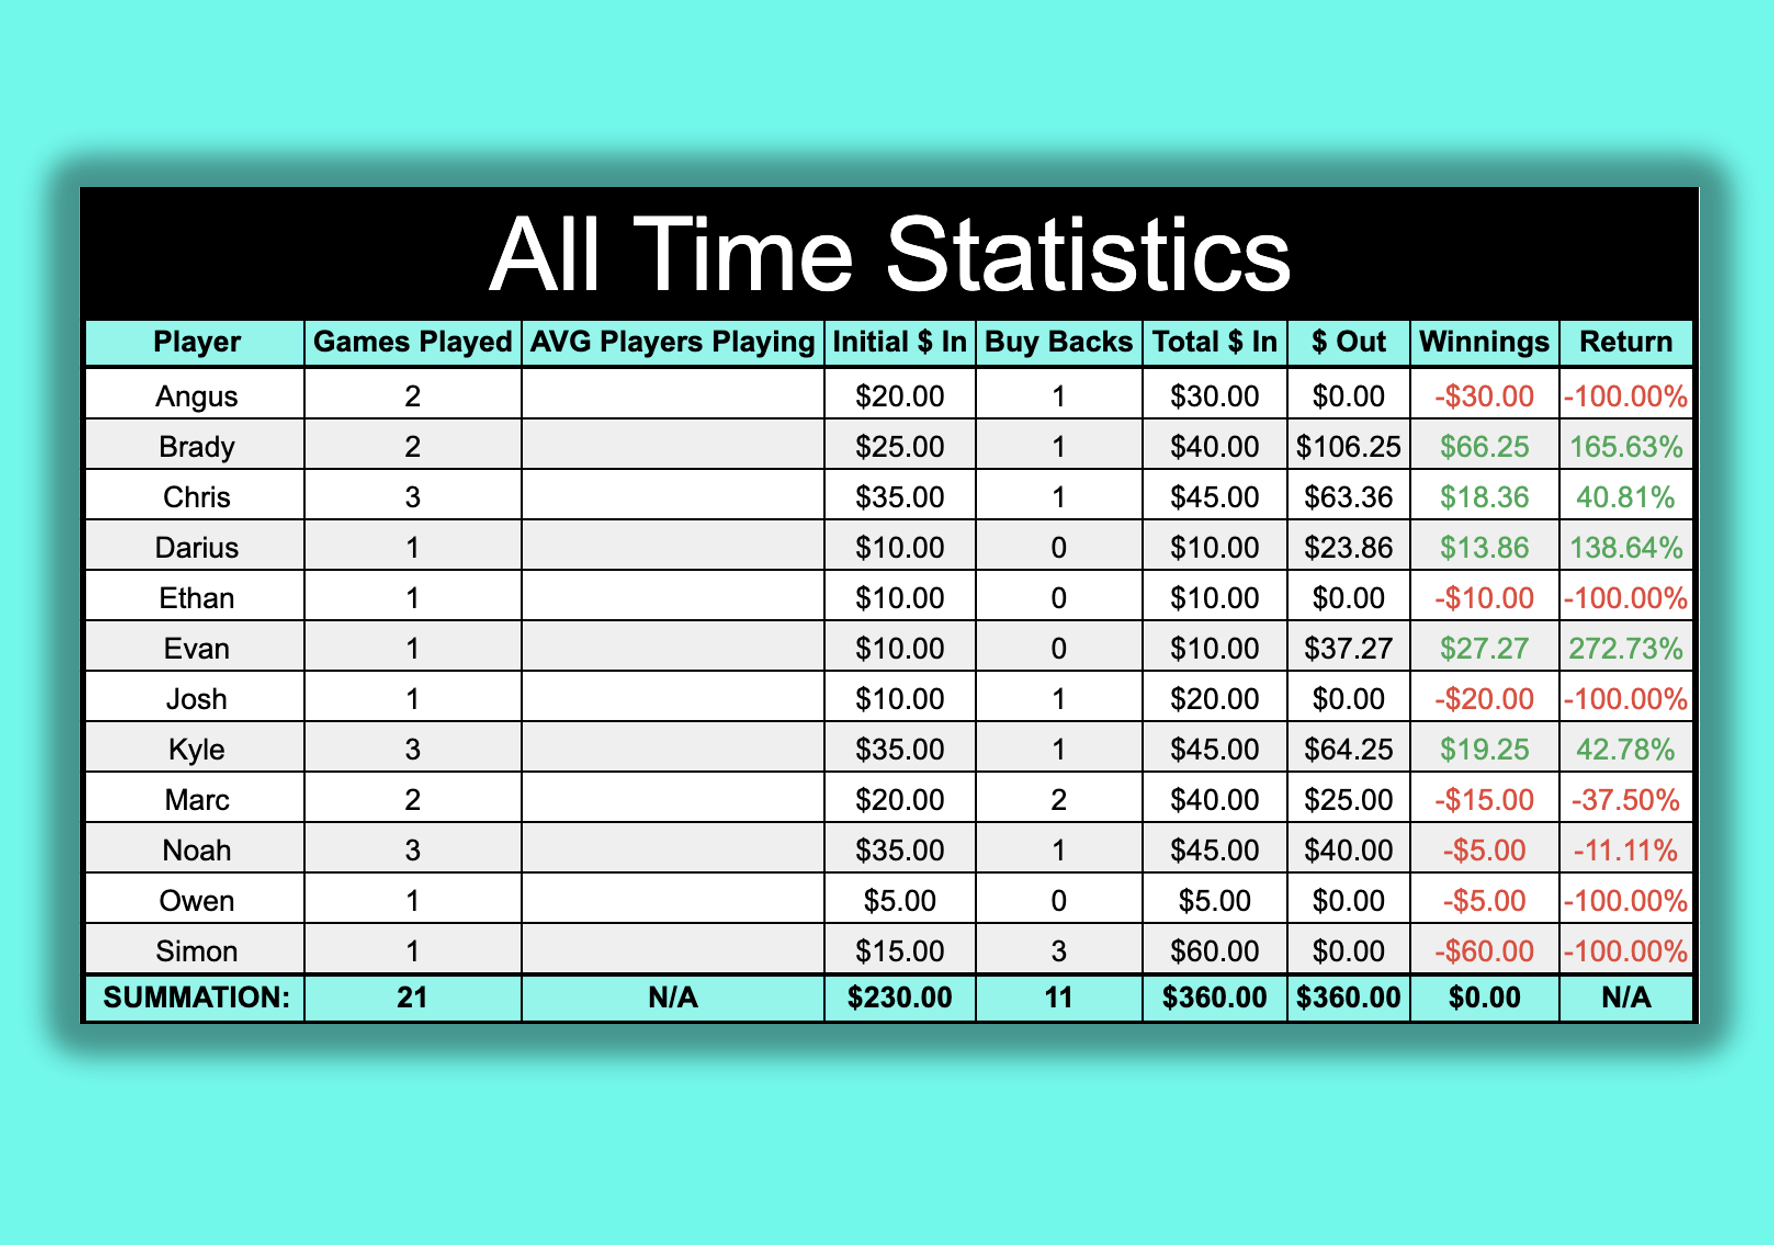 All Time Statistics
Player Games Played AVG Players Playing Initial $ In Buy Backs Total $ In $ Out Winnings Return
Angus 2 $20.00 1 $30.00 $0.00 -$30.00 -100.00%
Brady 2 $25.00 1 $40.00 $106.25 $66.25 165.63%
Chris 3 $35.00 1 $45.00 $63.36 $18.36 40.81%
Darius 1 $10.00 0 $10.00 $23.86 $13.86 138.64%
Ethan 1 $10.00 0 $10.00 $0.00 -$10.00 -100.00%
Evan 1 $10.00 0 $10.00 $37.27 $27.27 272.73%
Josh 1 $10.00 1 $20.00 $0.00 -$20.00 -100.00%
Kyle 3 $35.00 1 $45.00 $64.25 $19.25 42.78%
Marc 2 $20.00 2 $40.00 $25.00 -$15.00 -37.50%
Noah 3 $35.00 1 $45.00 $40.00 -$5.00 -11.11%
Owen 1 $5.00 0 $5.00 $0.00 -$5.00 -100.00%
Simon 1 $15.00 3 $60.00 $0.00 -$60.00 -100.00%
SUMMATION: 21 N/A $230.00 11 $360.00 $360.00 $0.00 N/A